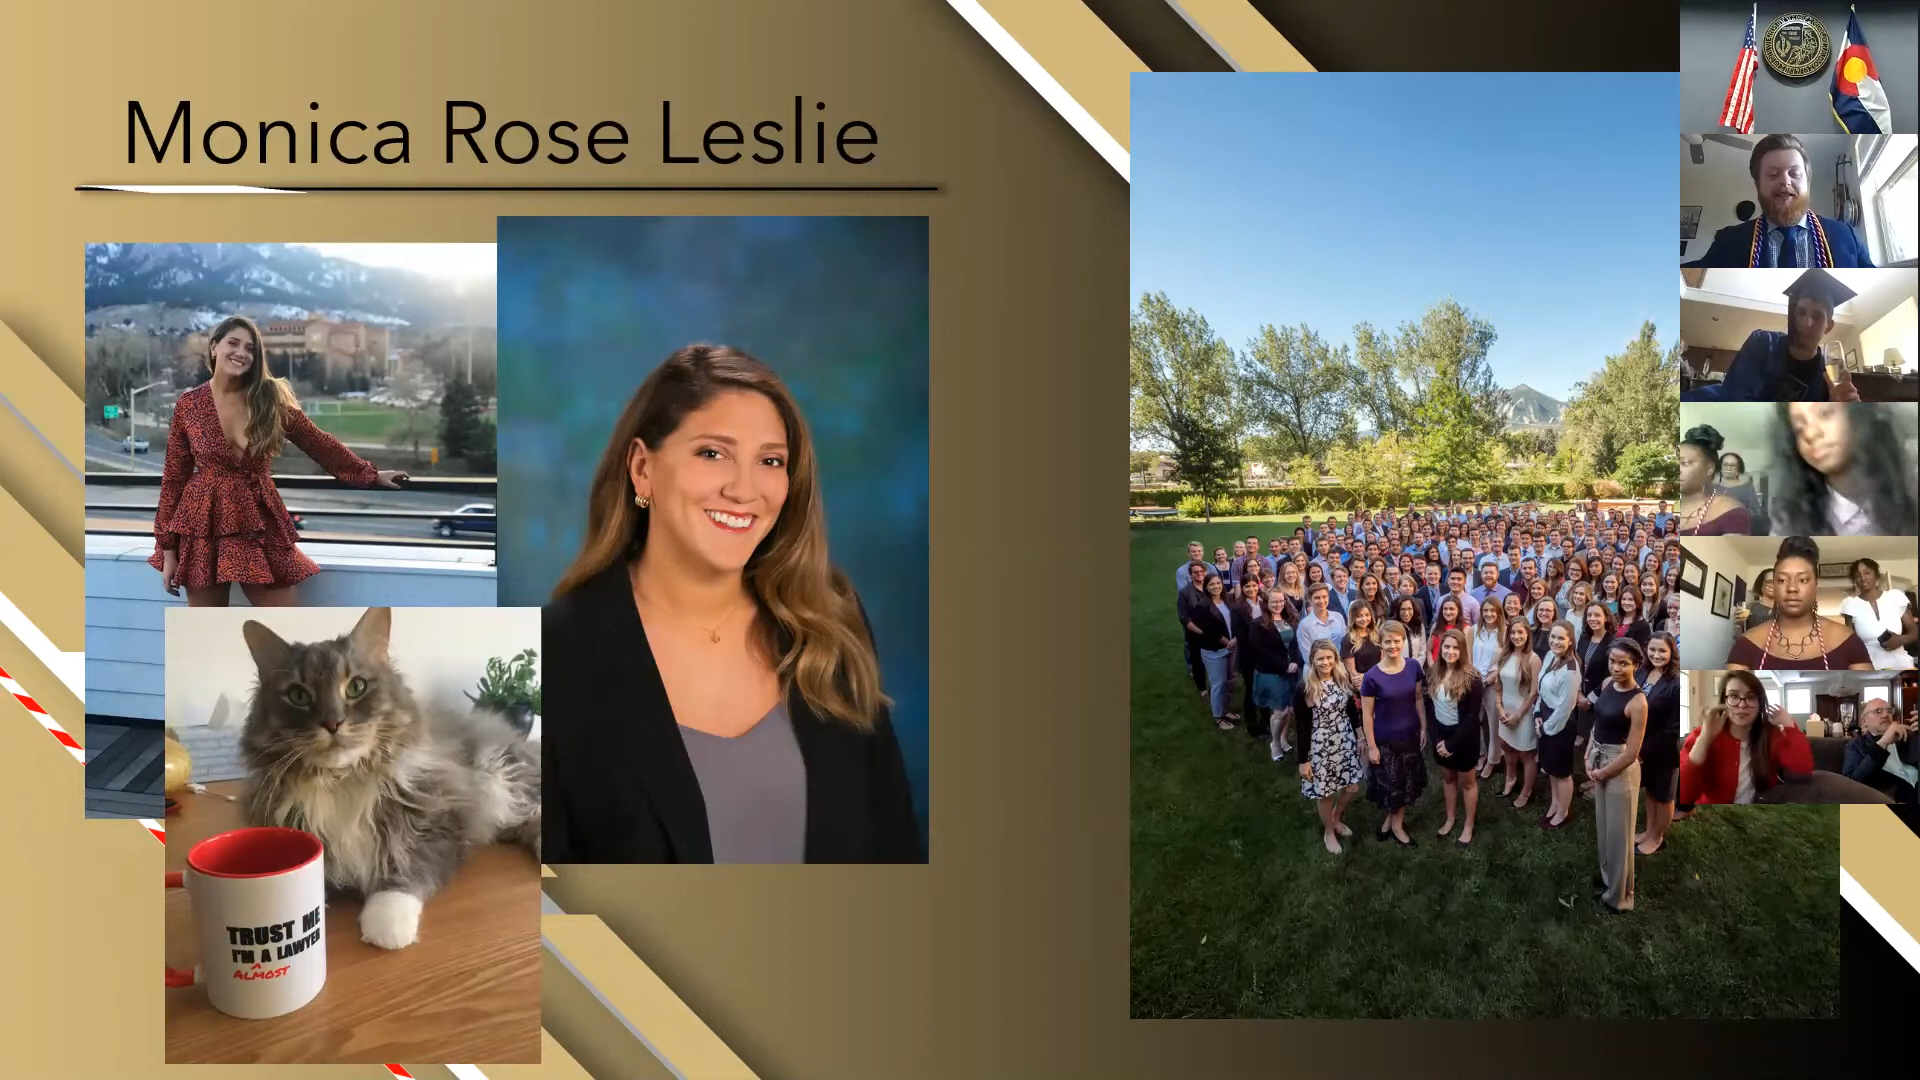 Monica Rose Leslie
TRUST ME
I'M A LAWYER
^
ALMOST